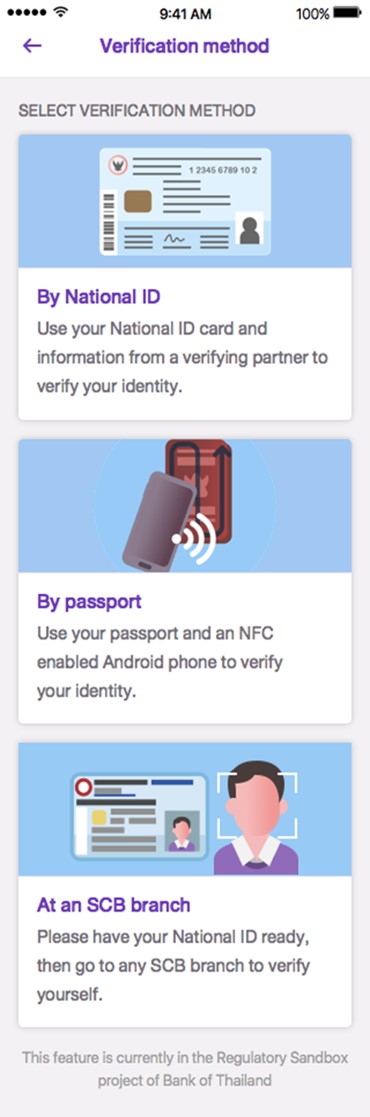 9:41 AM
100%
Verification method
SELECT VERIFICATION METHOD
1 2345 6789 10 2
By National ID
Use your National ID card and
information from a verifying partner to
verify your identity.
By passport
Use your passport and an NFC
enabled Android phone to verify
your identity.
At an SCB branch
Please have your National ID ready,
then go to any SCB branch to verify
yourself.
This feature is currently in the Regulatory Sandbox
project of Bank of Thailand